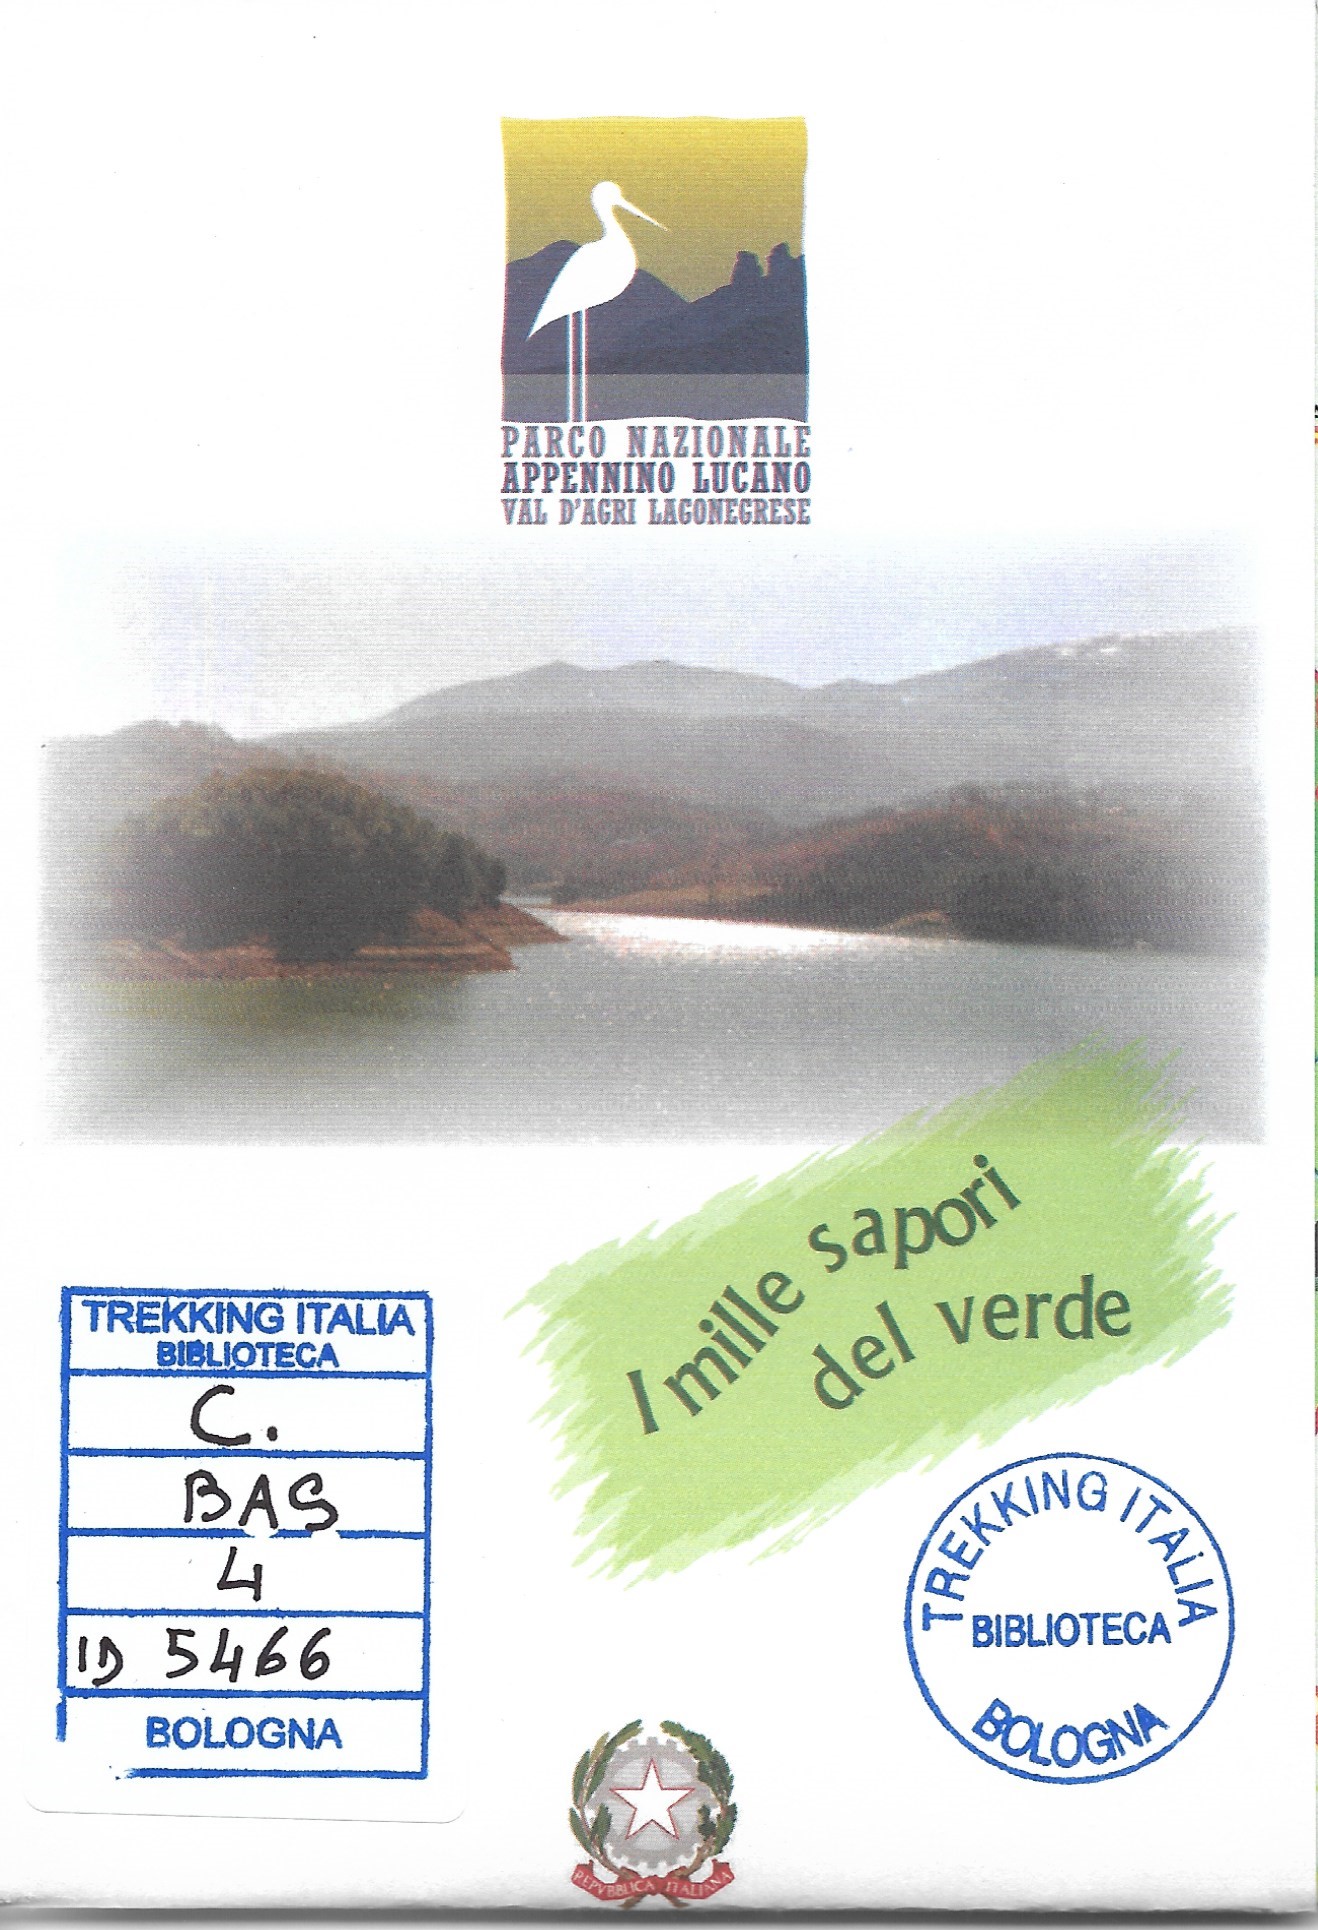 PARCO NAZIONALE
APPENNINO LUCANO
VAL D'AGRI LAGONEGRESE
I mille sapori
del verde
TREKKING ITALIA
BIBLIOTECA
C.
BAS
4
ID 5466
BOLOGNA
TREKKING ITALIA
BIBLIOTECA
BOLOGNA
REPVBBLICA ITALIANA